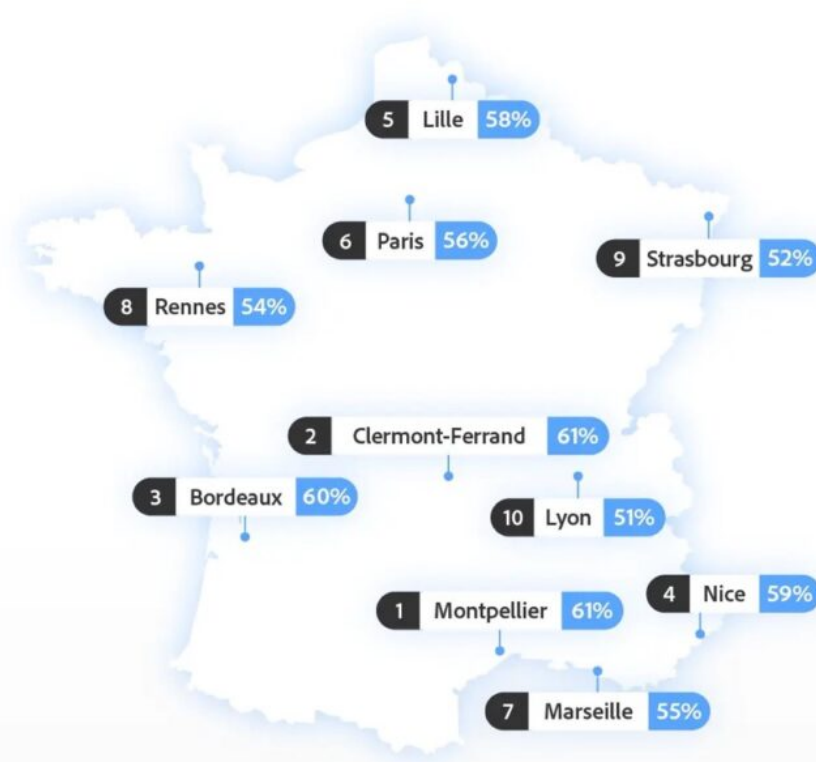 5 Lille 58%
6 Paris 56%
9 Strasbourg 52%
8 Rennes 54%
2 Clermont-Ferrand 61%
3 Bordeaux 60%
10 Lyon 51%
4 Nice 59%
1 Montpellier 61%
7 Marseille 55%